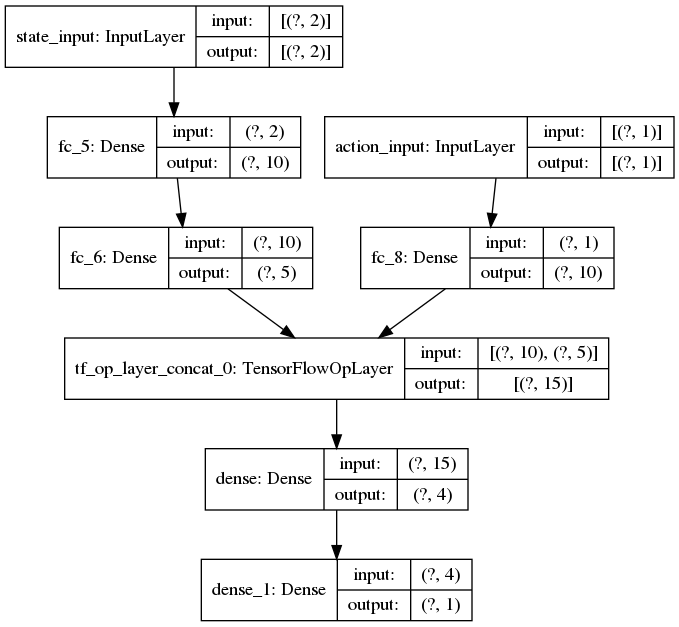 state_input: InputLayer
input:
[(?, 2)]
output:
[(?, 2)]
fc_5: Dense
input:
(?, 2)
output:
(?, 10)
action_input: InputLayer
input:
[(?, 1)]
output:
[(?, 1)]
fc_6: Dense
input:
(?, 10)
output:
(?, 5)
fc_8: Dense
input:
(?, 1)
output:
(?, 10)
tf_op_layer_concat_0: TensorFlowOpLayer
input:
[(?, 10), (?, 5)]
output:
[(?, 15)]
dense: Dense
input:
(?, 15)
output:
(?, 4)
dense_1: Dense
input:
(?, 4)
output:
(?, 1)